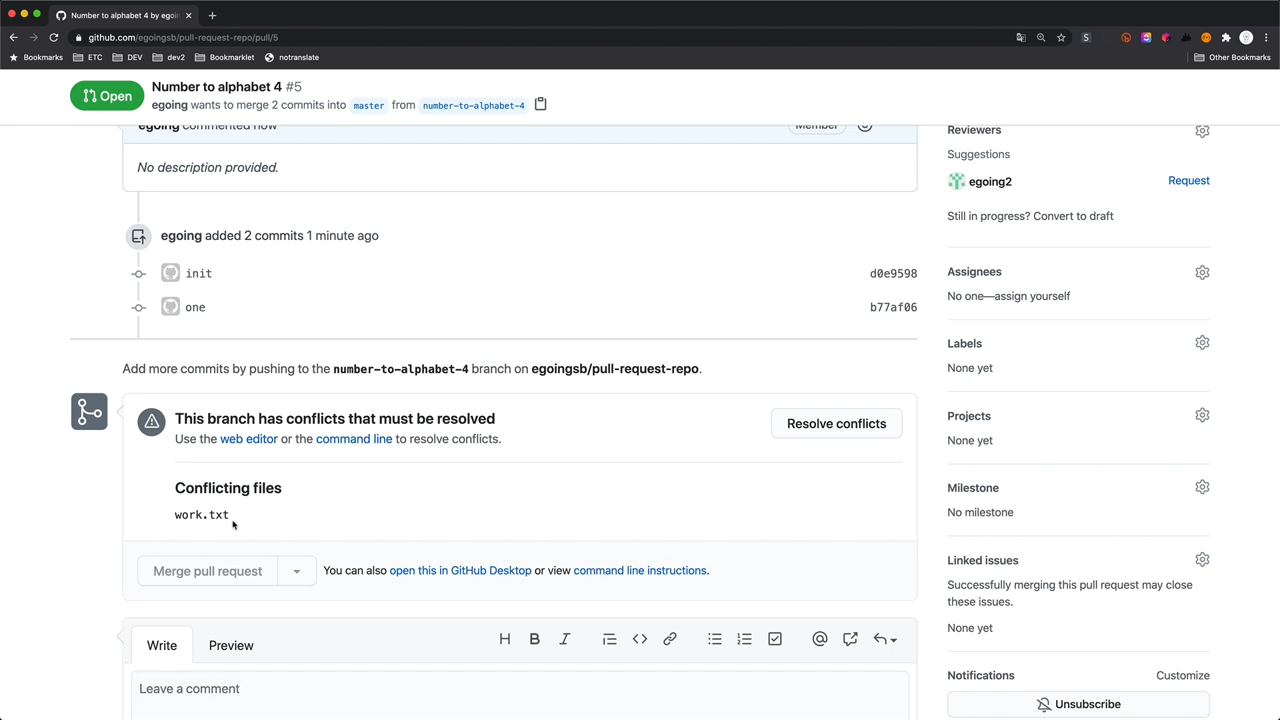 Number to alphabet 4 by egoin
github.com/egoingsb/pull-request-repo/pull/5
Bookmarks ETC DEV dev2 Bookmarklet notranslate Other Bookmarks
Open
Number to alphabet 4 #5
egoing wants to merge 2 commits into master from number-to-alphabet-4
egoing commented now
Member
No description provided.
egoing added 2 commits 1 minute ago
init d0e9598
one b77af06
Add more commits by pushing to the number-to-alphabet-4 branch on egoingsb/pull-request-repo.
This branch has conflicts that must be resolved
Use the web editor or the command line to resolve conflicts.
Resolve conflicts
Conflicting files
work.txt
Merge pull request
You can also open this in GitHub Desktop or view command line instructions.
Write Preview
Leave a comment
Reviewers
Suggestions
egoing2 Request
Still in progress? Convert to draft
Assignees
No one—assign yourself
Labels
None yet
Projects
None yet
Milestone
No milestone
Linked issues
Successfully merging this pull request may close
these issues.
None yet
Notifications Customize
Unsubscribe